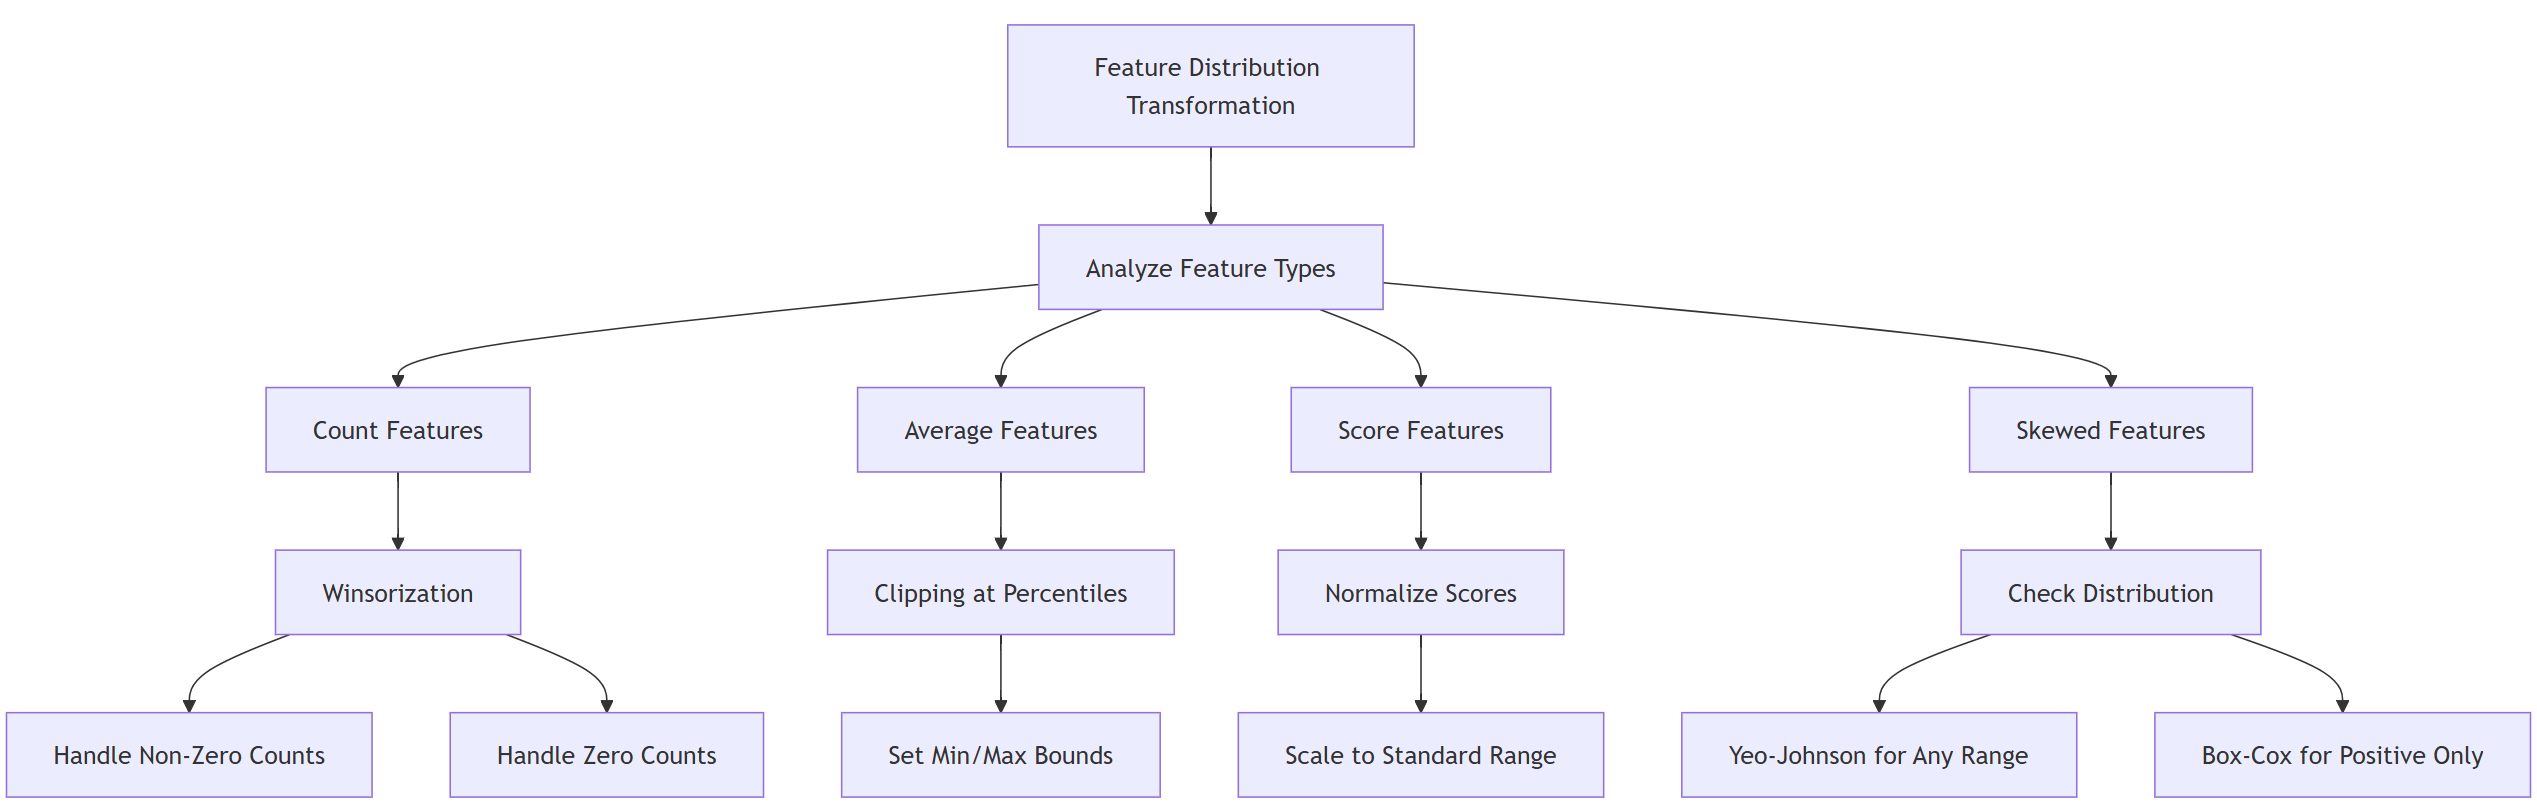 Feature Distribution
Transformation
Analyze Feature Types
Count Features
Average Features
Score Features
Skewed Features
Winsorization
Clipping at Percentiles
Normalize Scores
Check Distribution
Handle Non-Zero Counts
Handle Zero Counts
Set Min/Max Bounds
Scale to Standard Range
Yeo-Johnson for Any Range
Box-Cox for Positive Only